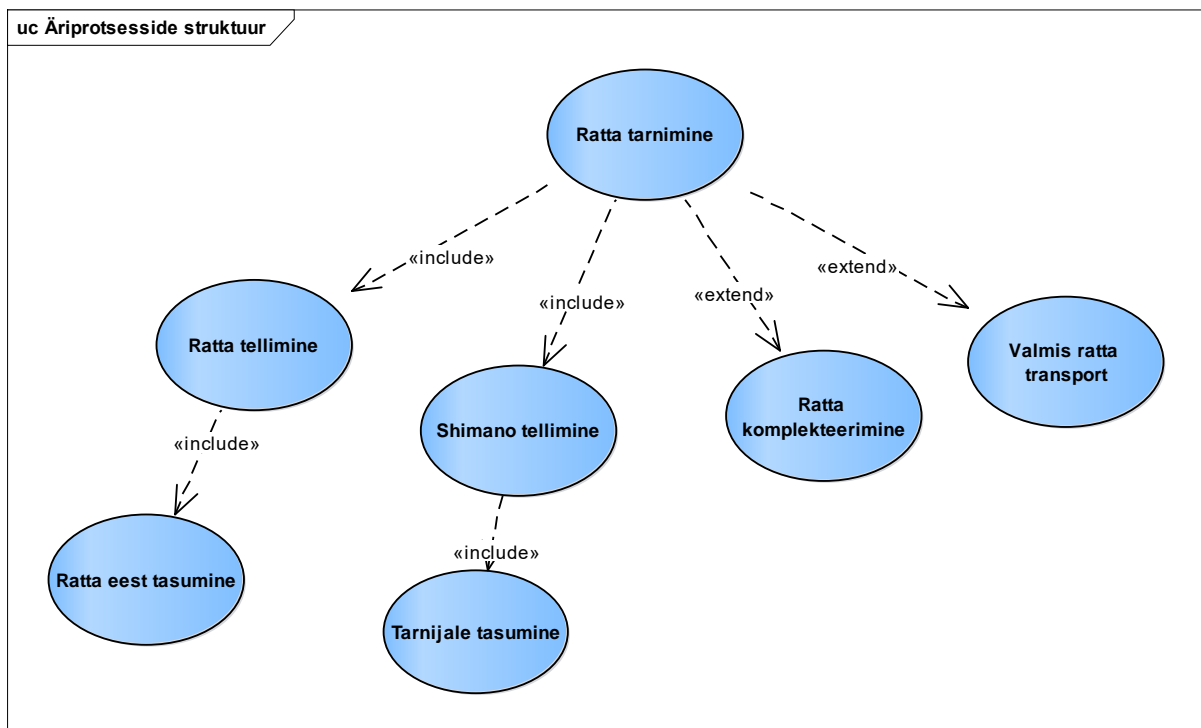 uc Äriprotsesside struktuur
Ratta tarnimine
«include»
«include»
«extend»
«extend»
Ratta tellimine
Shimano tellimine
Ratta
komplekteerimine
Valmis ratta
transport
«include»
«include»
Ratta eest tasumine
Tarnijale tasumine